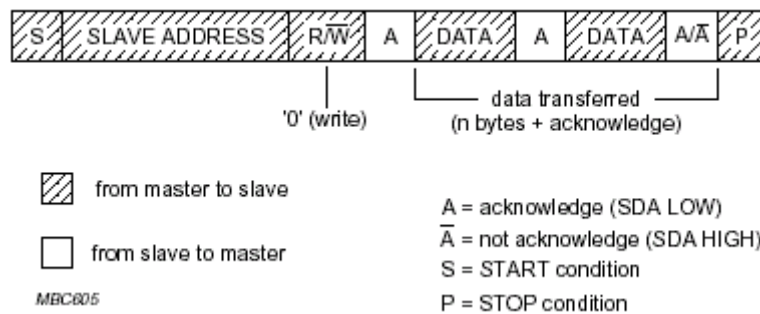 S SLAVE ADDRESS R/W̅ A DATA A DATA A/A̅ P
data transferred
'0' (write) (n bytes + acknowledge)
from master to slave
from slave to master
A = acknowledge (SDA LOW)
A̅ = not acknowledge (SDA HIGH)
S = START condition
P = STOP condition
MBC605